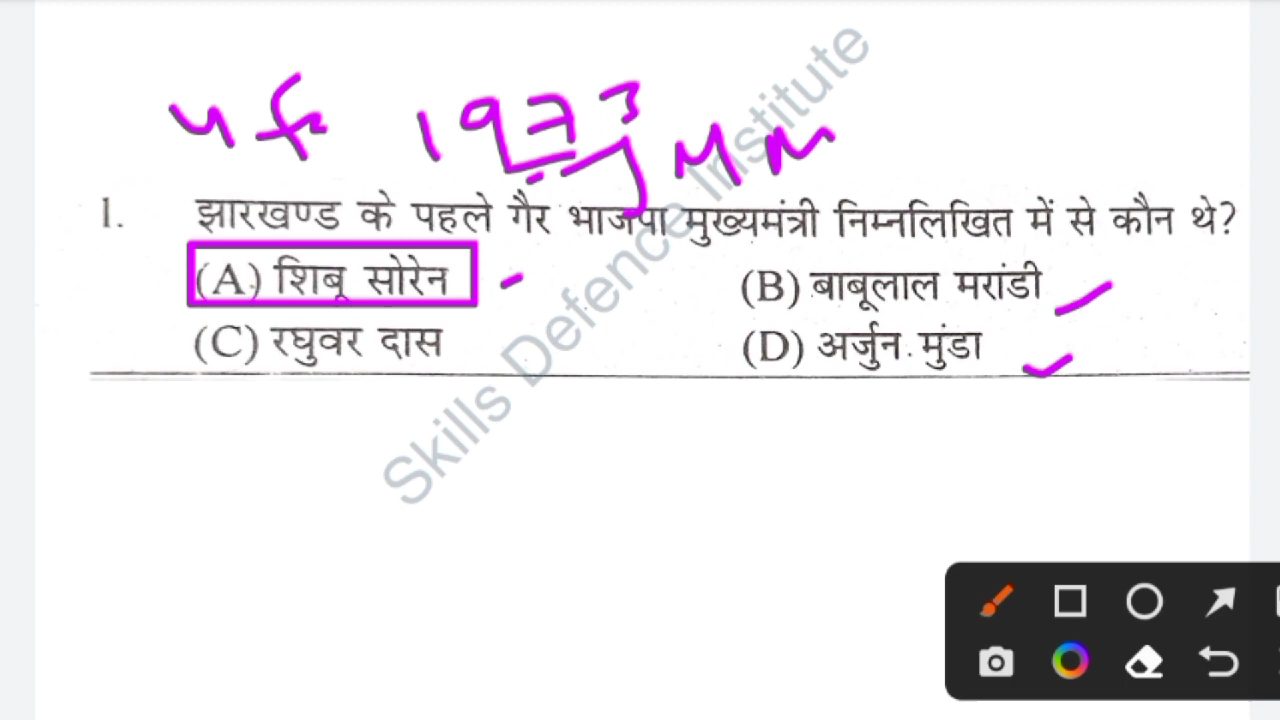 4 फ 1973 JMM
1. झारखण्ड के पहले गैर भाजपा मुख्यमंत्री निम्नलिखित में से कौन थे?
(A) शिबू सोरेन (B) बाबूलाल मरांडी
(C) रघुवर दास (D) अर्जुन मुंडा
Skills Defence Institute